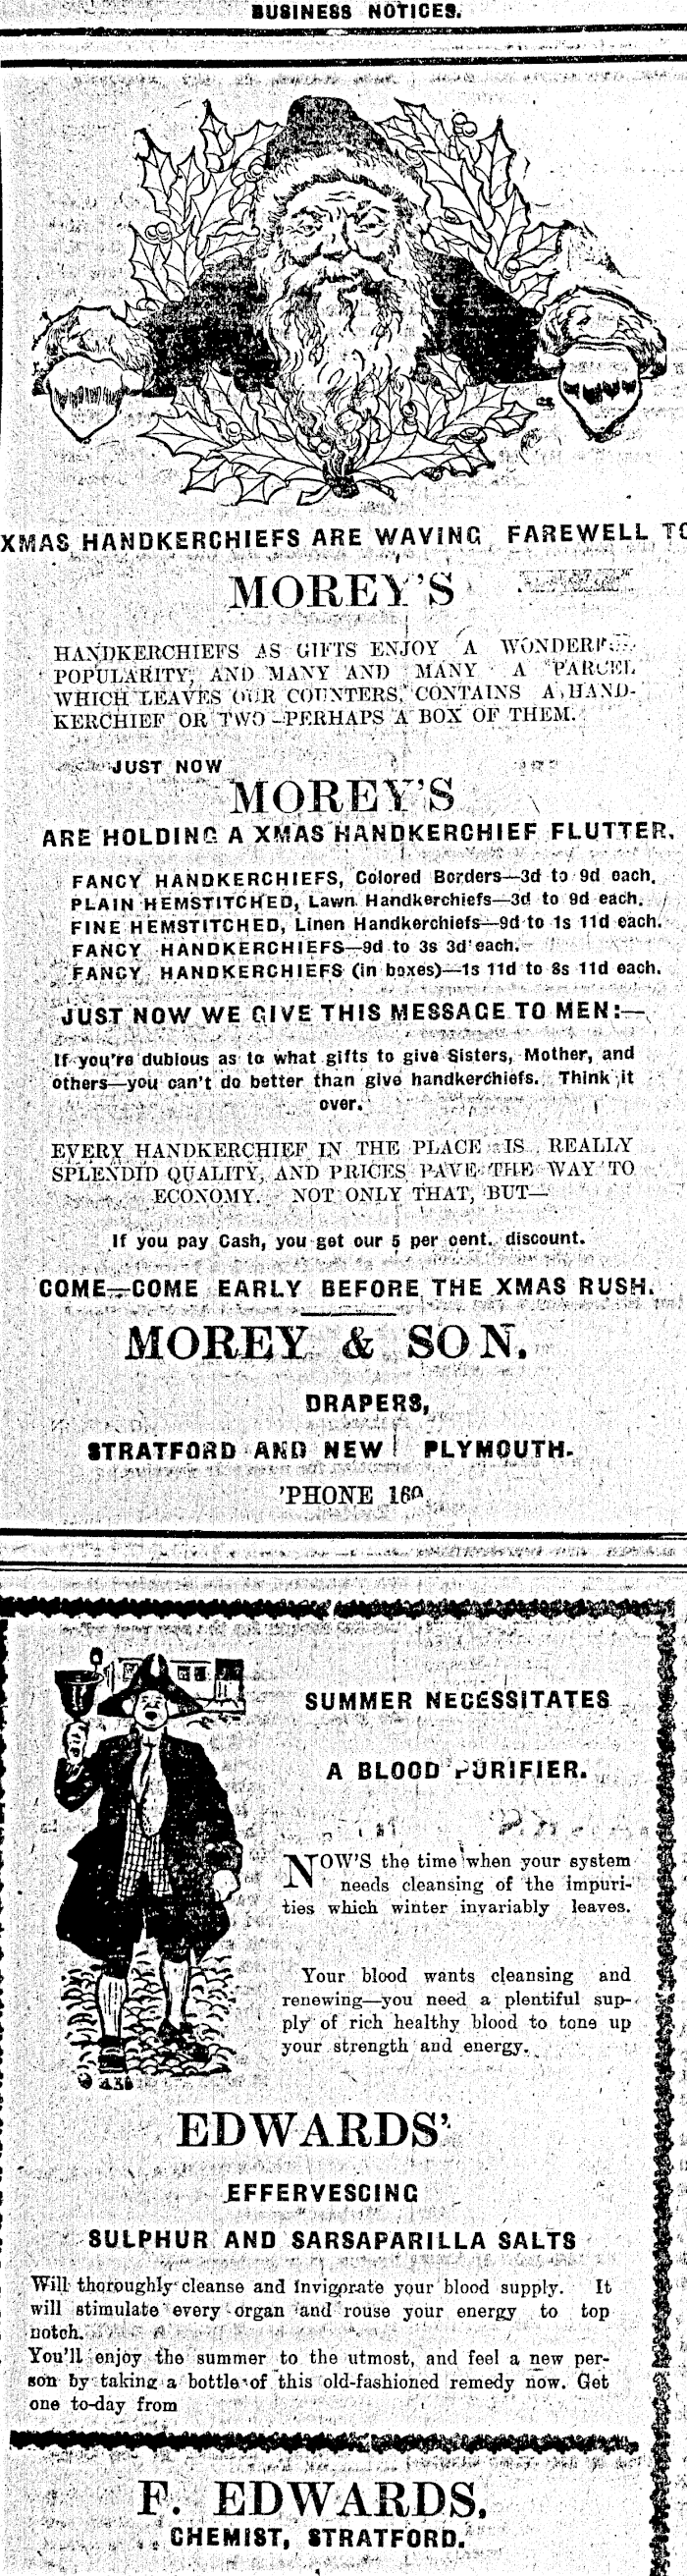 BUSINESS NOTICES.
XMAS HANDKERCHIEFS ARE WAVING FAREWELL TO
MOREY'S
HANDKERCHIEFS AS GIFTS ENJOY A
POPULARITY, AND MANY AND MANY A PARCEL
WHICH LEAVES OUR COUNTERS, CONTAINS A HAND-
KERCHIEF OR TWO—PERHAPS A BOX OF THEM.
JUST NOW
MOREY'S
ARE HOLDING A XMAS HANDKERCHIEF FLUTTER.
FANCY HANDKERCHIEFS, Colored Borders—3d to 9d each.
PLAIN HEMSTITCHED, Lawn Handkerchiefs—3d to 9d each.
FINE HEMSTITCHED, Linen Handkerchiefs—9d to 1s 11d each.
FANCY HANDKERCHIEFS—9d to 3s 3d each.
FANCY HANDKERCHIEFS (in boxes)—1s 11d to 8s 11d each.
JUST NOW WE GIVE THIS MESSAGE TO MEN:—
If you're dubious as to what gifts to give Sisters, Mother, and
others—you can't do better than give handkerchiefs. Think it
over.
EVERY HANDKERCHIEF IN THE PLACE IS REALLY
SPLENDID QUALITY, AND PRICES PAVE THE WAY TO
ECONOMY. NOT ONLY THAT, BUT—
If you pay Cash, you get our 5 per cent. discount.
COME—COME EARLY BEFORE THE XMAS RUSH.
MOREY & SON.
DRAPERS,
STRATFORD AND NEW PLYMOUTH.
'PHONE
SUMMER NECESSITATES
A BLOOD PURIFIER.
NOW'S the time when your system
needs cleansing of the impuri-
ties which winter invariably leaves.
Your blood wants cleansing and
renewing—you need a plentiful sup-
ply of rich healthy blood to tone up
your strength and energy.
EDWARDS'
EFFERVESCING
SULPHUR AND SARSAPARILLA SALTS
Will thoroughly cleanse and invigorate your blood supply. It
will stimulate every organ and rouse your energy to top
notch.
You'll enjoy the summer to the utmost, and feel a new per-
son by taking a bottle of this old-fashioned remedy now. Get
one to-day from
F. EDWARDS.
CHEMIST, STRATFORD.